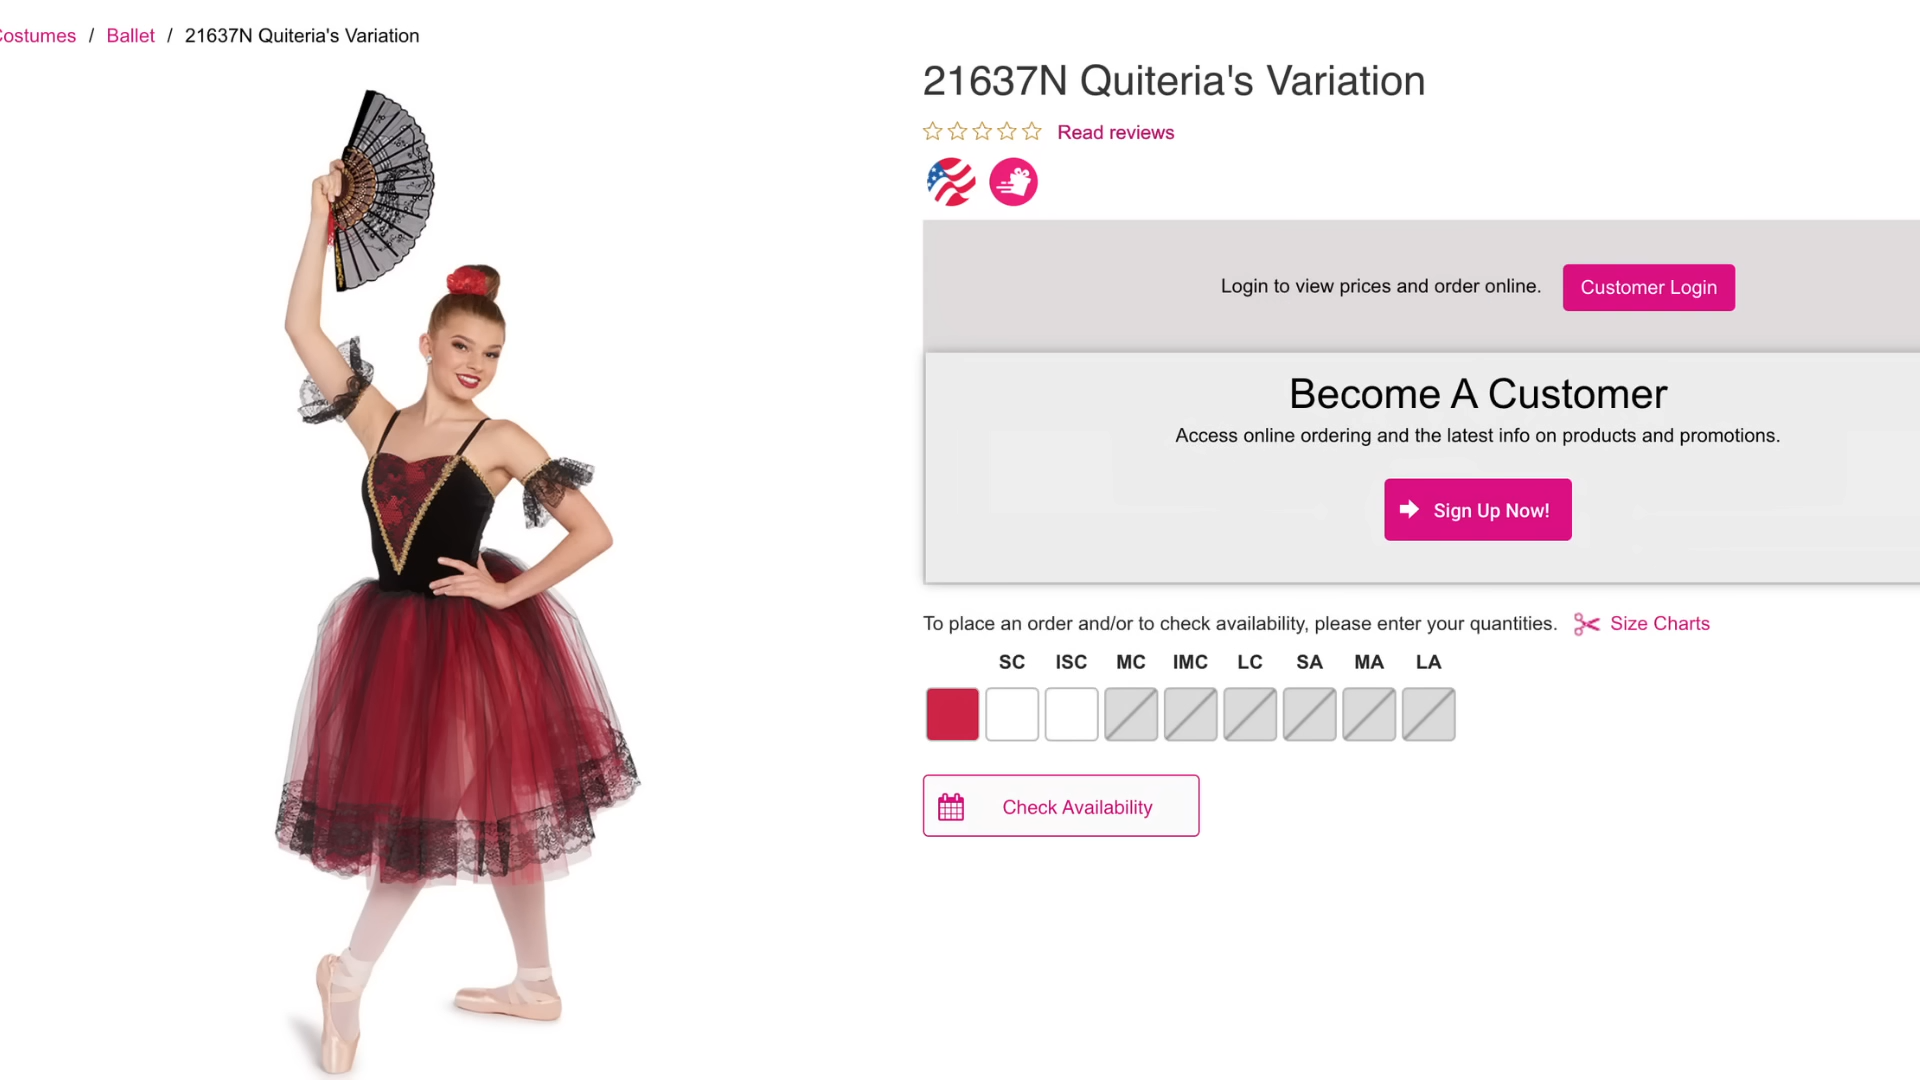 Costumes / Ballet / 21637N Quiteria's Variation
21637N Quiteria's Variation
Read reviews
Login to view prices and order online. Customer Login
Become A Customer
Access online ordering and the latest info on products and promotions.
Sign Up Now!
To place an order and/or to check availability, please enter your quantities. Size Charts
SC ISC MC IMC LC SA MA LA
Check Availability